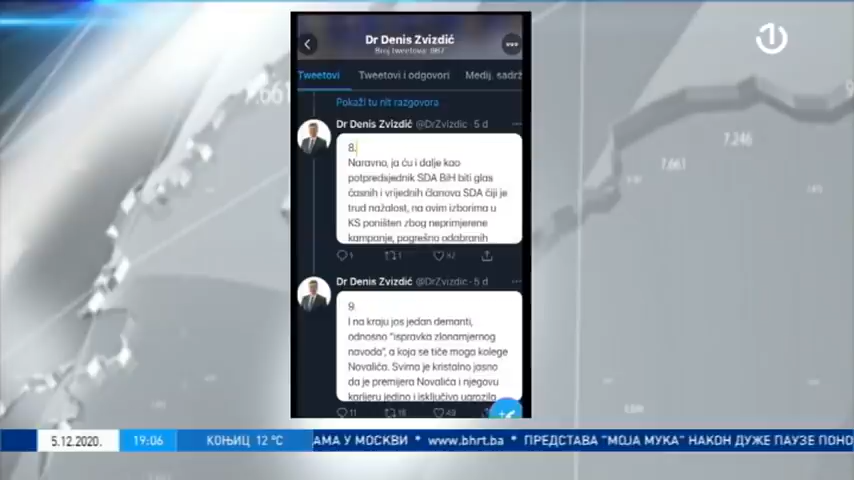 Dr Denis Zvizdić
Broj tweetova: 867
Tweetovi
Tweetovi i odgovori
Medij. sadrž
Pokaži tu nit razgovora
Dr Denis Zvizdić @DrZvizdic · 5 d
8.
Naravno, ja ću i dalje kao
potpredsjednik SDA BiH biti glas
časnih i vrijednih članova SDA čiji je
trud nažalost, na ovim izborima u
KS poništen zbog neprimjerene
kampanje, pogrešno odabranih
1
1
Dr Denis Zvizdić @DrZvizdic · 5 d
9.
I na kraju jos jedan demanti,
odnosno "ispravka zlonamjernog
navoda", a koja se tiče moga kolege
Novalića. Svima je kristalno jasno
da je premijera Novalića i njegovu
karijeru jedino i isključivo ugrozila
11
18
49
1
7.661
7.246
7.661
5.12.2020.
19:06
КОЊИЦ 12 °C
АМА У МОСКВИ * www.bhrt.ba * ПРЕДСТАВА "МОЈА МУКА" НАКОН ДУЖЕ ПАУЗЕ ПОНО